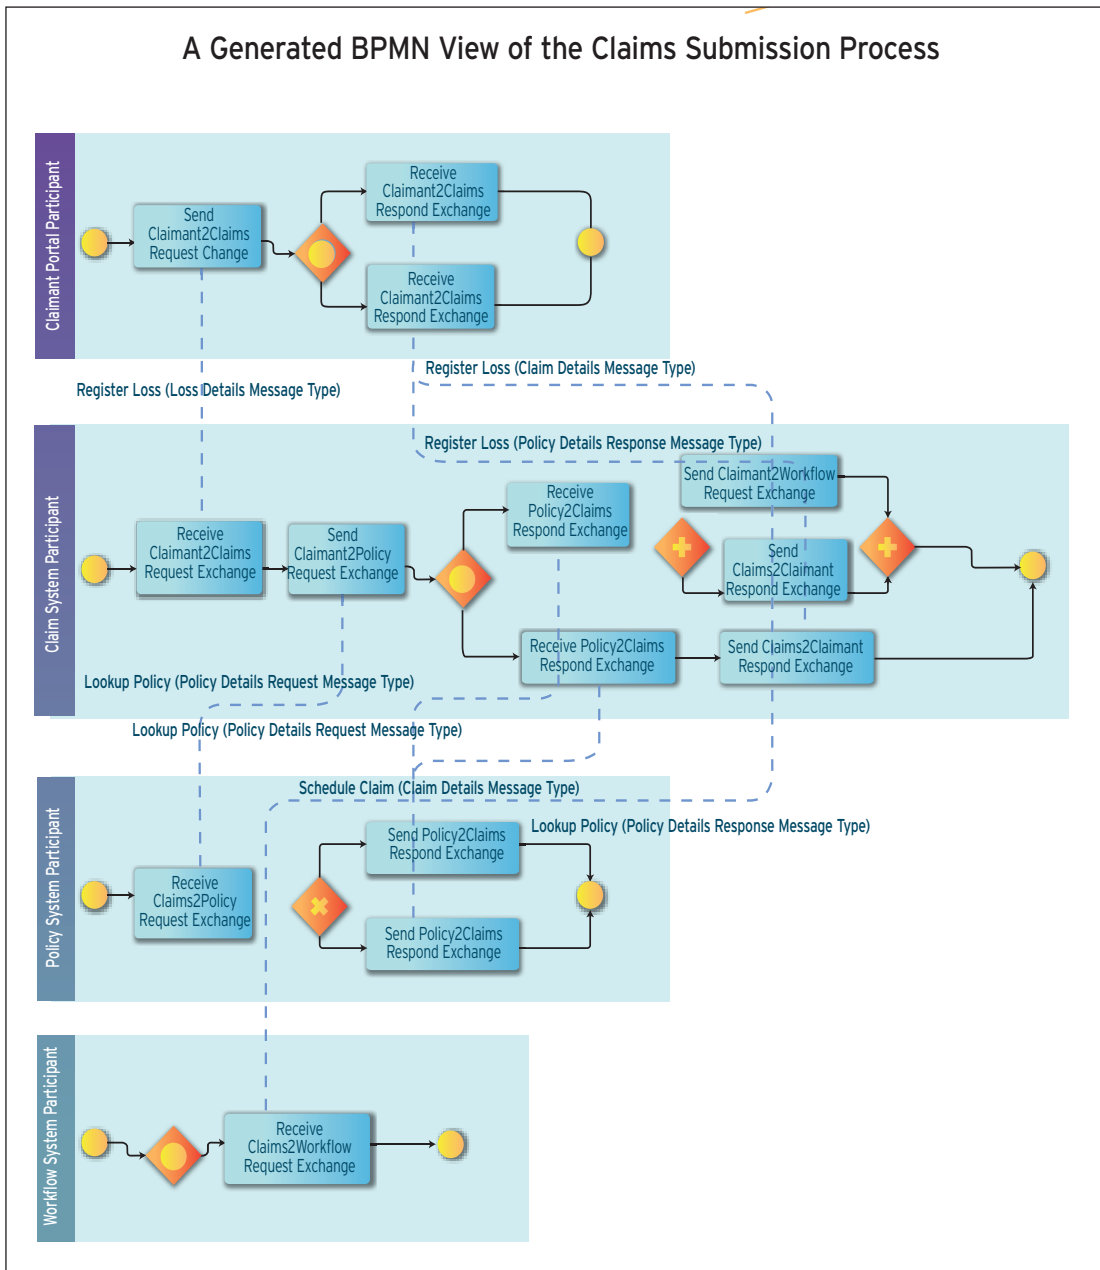 A Generated BPMN View of the Claims Submission Process
Claimant Portal Participant
Send
Claimant2Claims
Request Change
Receive
Claimant2Claims
Respond Exchange
Receive
Claimant2Claims
Respond Exchange
Register Loss (Claim Details Message Type)
Register Loss (Loss Details Message Type)
Claim System Participant
Register Loss (Policy Details Response Message Type)
Receive
Claimant2Claims
Request Exchange
Send
Claimant2Policy
Request Exchange
Receive
Policy2Claims
Respond Exchange
Send Claimant2Workflow
Request Exchange
Send
Claims2Claimant
Respond Exchange
Receive Policy2Claims
Respond Exchange
Send Claims2Claimant
Respond Exchange
Lookup Policy (Policy Details Request Message Type)
Lookup Policy (Policy Details Request Message Type)
Policy System Participant
Schedule Claim (Claim Details Message Type)
Lookup Policy (Policy Details Response Message Type)
Receive
Claims2Policy
Request Exchange
Send Policy2Claims
Respond Exchange
Send Policy2Claims
Respond Exchange
Workflow System Participant
Receive
Claims2Workflow
Request Exchange